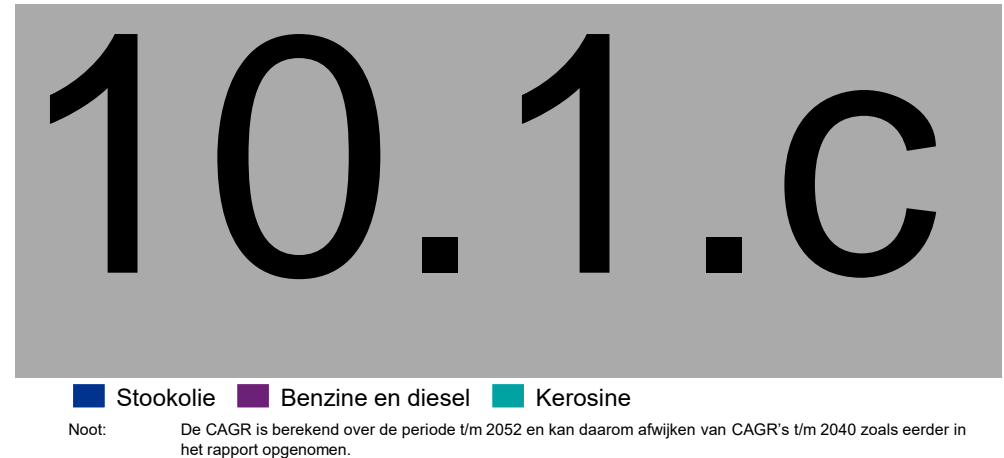 10.1.c
Stookolie Benzine en diesel Kerosine
Noot: De CAGR is berekend over de periode t/m 2052 en kan daarom afwijken van CAGR's t/m 2040 zoals eerder in
het rapport opgenomen.